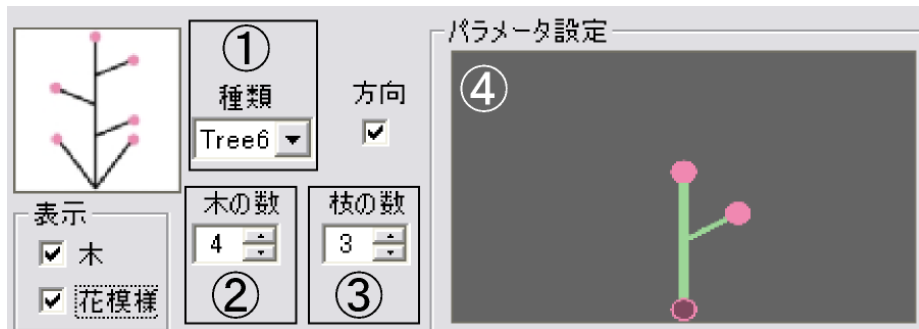 ①
種類
Tree6
方向
表示
木
花模様
木の数
4
②
枝の数
3
③
パラメータ設定
④